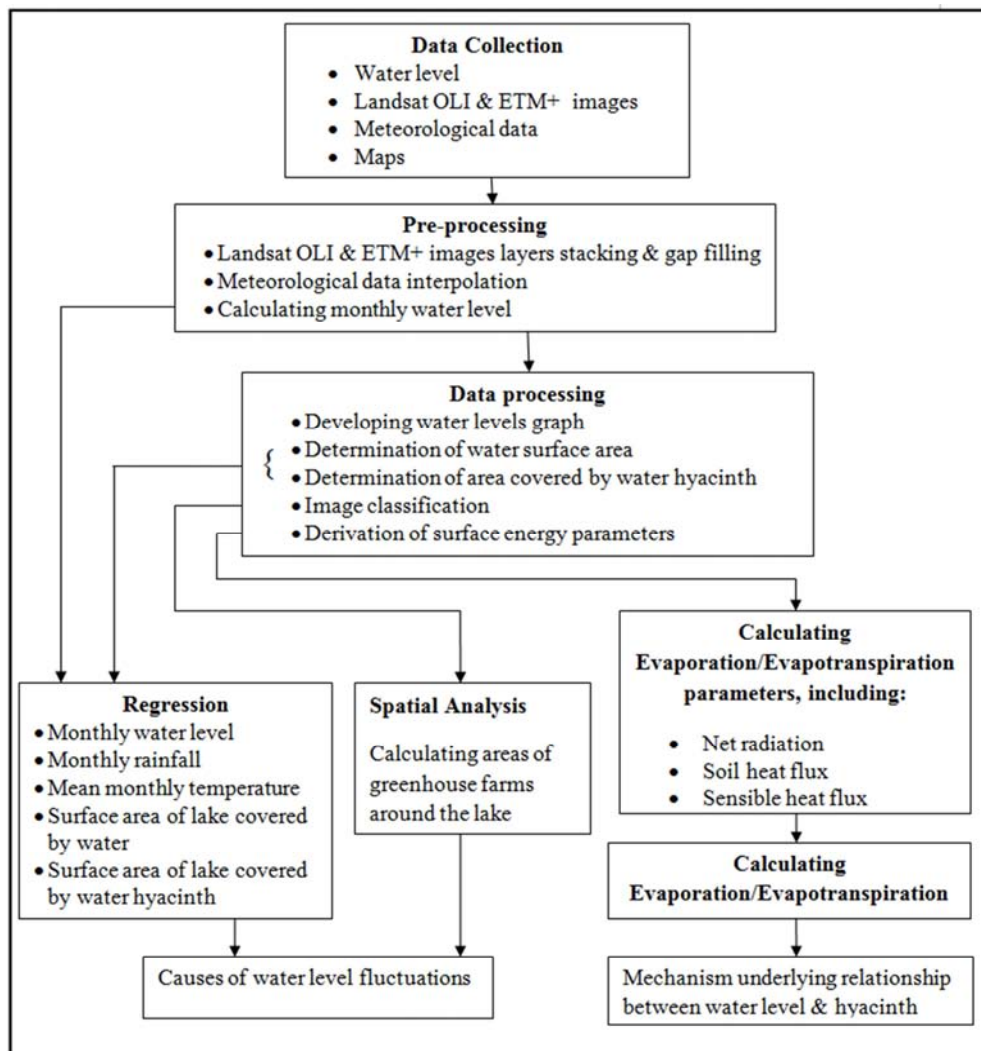 Data Collection
• Water level
• Landsat OLI & ETM+ images
• Meteorological data
• Maps
Pre-processing
• Landsat OLI & ETM+ images layers stacking & gap filling
• Meteorological data interpolation
• Calculating monthly water level
Data processing
• Developing water levels graph
{
• Determination of water surface area
• Determination of area covered by water hyacinth
• Image classification
• Derivation of surface energy parameters
Regression
• Monthly water level
• Monthly rainfall
• Mean monthly temperature
• Surface area of lake covered
by water
• Surface area of lake covered
by water hyacinth
Spatial Analysis
Calculating areas of
greenhouse farms
around the lake
Calculating
Evaporation/Evapotranspiration
parameters, including:
• Net radiation
• Soil heat flux
• Sensible heat flux
Calculating
Evaporation/Evapotranspiration
Causes of water level fluctuations
Mechanism underlying relationship
between water level & hyacinth